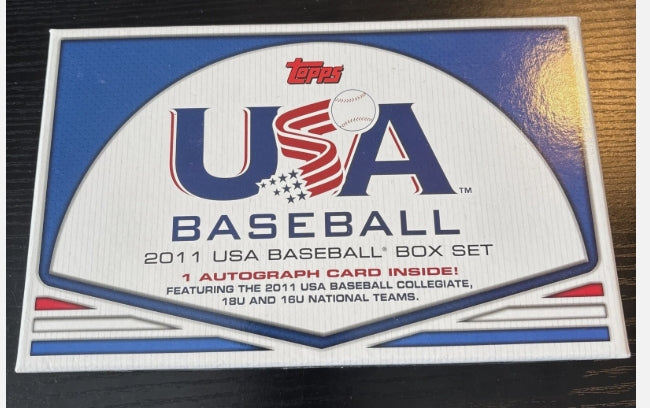 Topps
USA™
BASEBALL
2011 USA BASEBALL® BOX SET
1 AUTOGRAPH CARD INSIDE!
FEATURING THE 2011 USA BASEBALL COLLEGIATE,
18U AND 16U NATIONAL TEAMS.